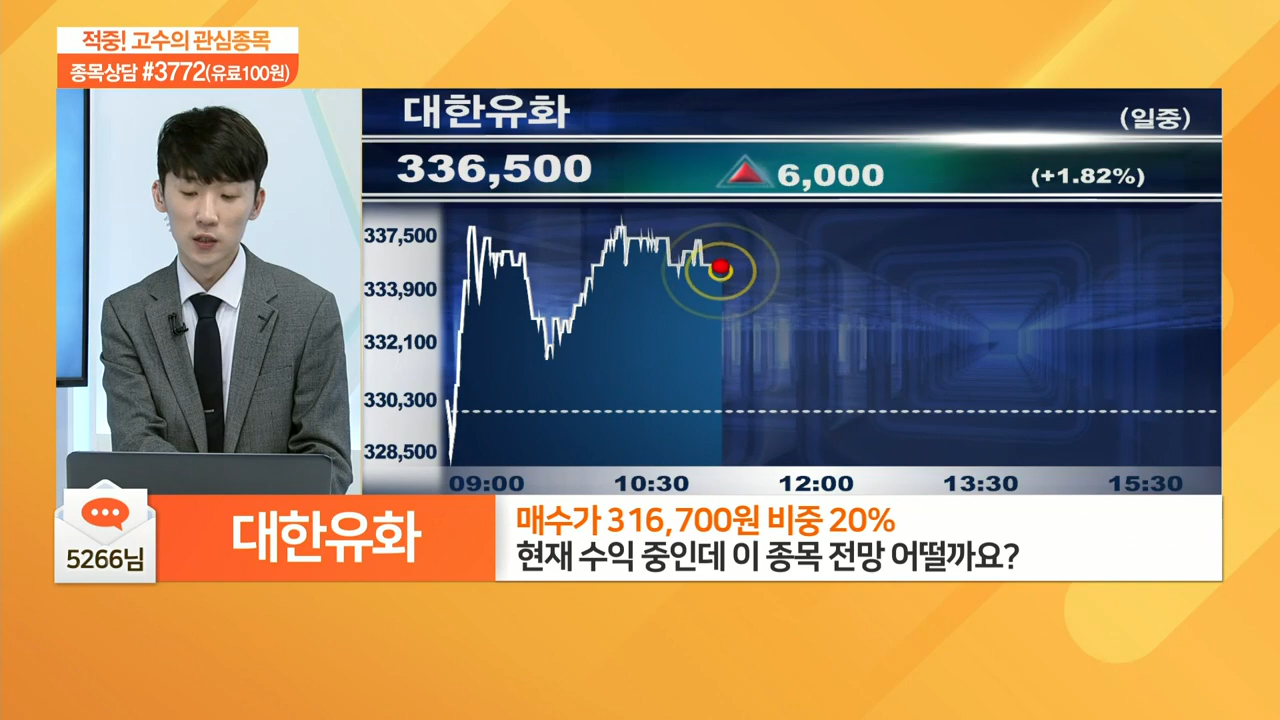 적중! 고수의 관심종목
종목상담 #3772(유료100원)
대한유화
(일중)
336,500
6,000
(+1.82%)
337,500
333,900
332,100
330,300
328,500
09:00 10:30 12:00 13:30 15:30
5266님
대한유화
매수가 316,700원 비중 20%
현재 수익 중인데 이 종목 전망 어떨까요?